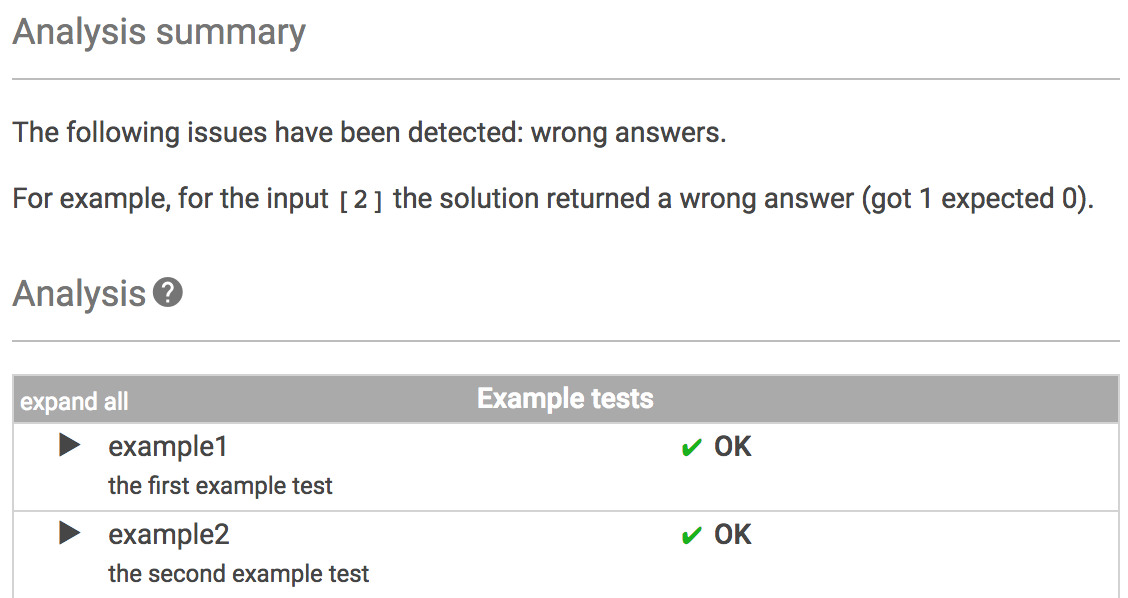 Analysis summary
The following issues have been detected: wrong answers.
For example, for the input [2] the solution returned a wrong answer (got 1 expected 0).
Analysis ?
expand all Example tests
▶ example1 ✔ OK
the first example test
▶ example2 ✔ OK
the second example test